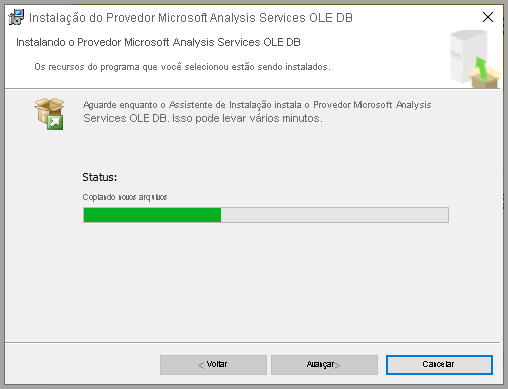 Instalação do Provedor Microsoft Analysis Services OLE DB
Instalando o Provedor Microsoft Analysis Services OLE DB
Os recursos do programa que você selecionou estão sendo instalados.
Aguarde enquanto o Assistente de Instalação instala o Provedor Microsoft Analysis
Services OLE DB. Isso pode levar vários minutos.
Status:
Copiando novos arquivos
< Voltar
Avançar>
Cancelar